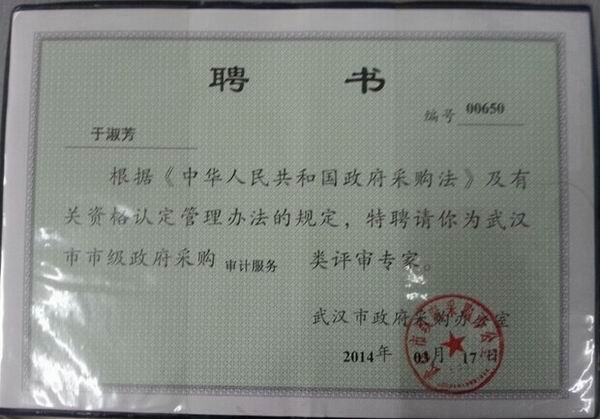 聘 书
编号 00650
于淑芳
根据《中华人民共和国政府采购法》及有
关资格认定管理办法的规定，特聘请你为武汉
市市级政府采购 审计服务 类评审专家。
武汉市政府采购办公室
2014年 03月 17日